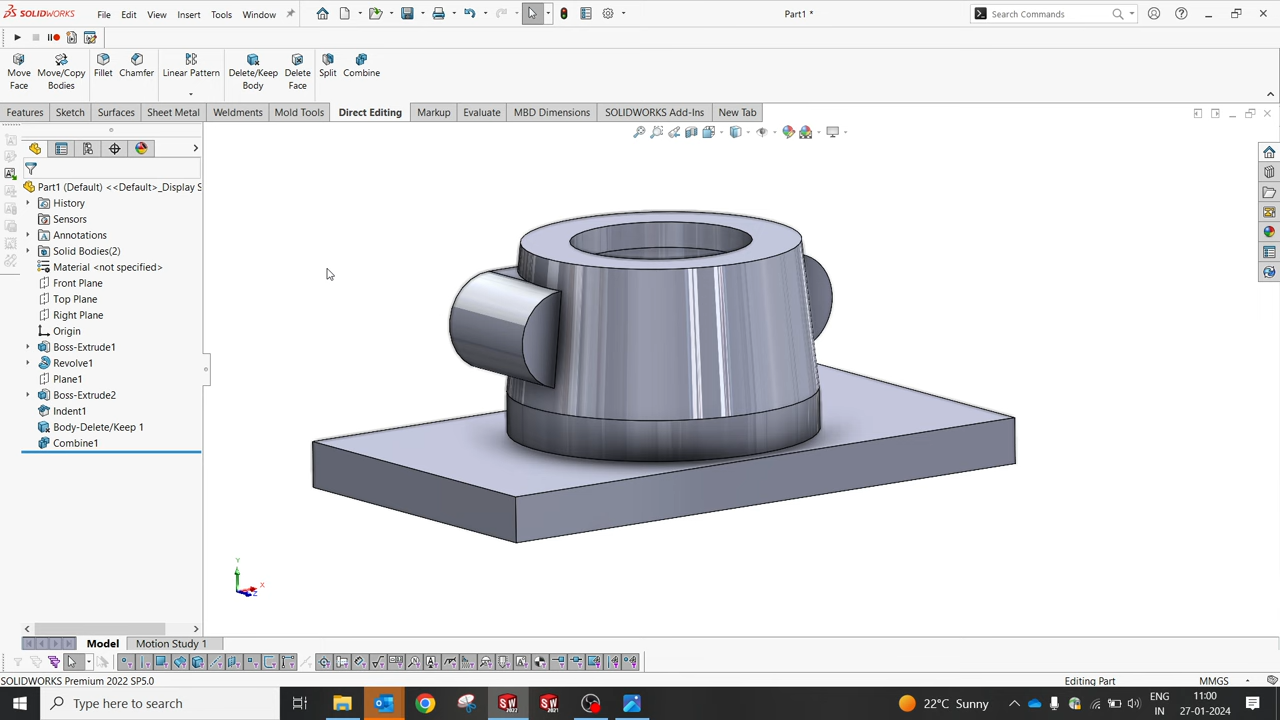 SOLIDWORKS File Edit View Insert Tools Window Part1 * Search Commands
Move Face Move/Copy Bodies Fillet Chamfer Linear Pattern Delete/Keep Body Delete Face Split Combine
Features Sketch Surfaces Sheet Metal Weldments Mold Tools Direct Editing Markup Evaluate MBD Dimensions SOLIDWORKS Add-Ins New Tab
Part1 (Default) <<Default>_Display S
History
Sensors
Annotations
Solid Bodies(2)
Material <not specified>
Front Plane
Top Plane
Right Plane
Origin
Boss-Extrude1
Revolve1
Plane1
Boss-Extrude2
Indent1
Body-Delete/Keep 1
Combine1
Y
X
Z
Model Motion Study 1
SOLIDWORKS Premium 2022 SP5.0 Editing Part MMGS
Type here to search 22°C Sunny ENG IN 11:00 27-01-2024